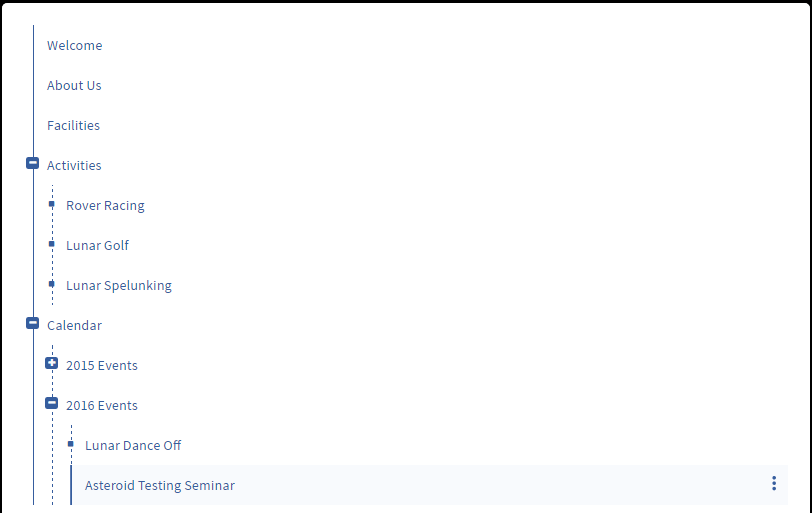 Welcome
About Us
Facilities
Activities
Rover Racing
Lunar Golf
Lunar Spelunking
Calendar
2015 Events
2016 Events
Lunar Dance Off
Asteroid Testing Seminar